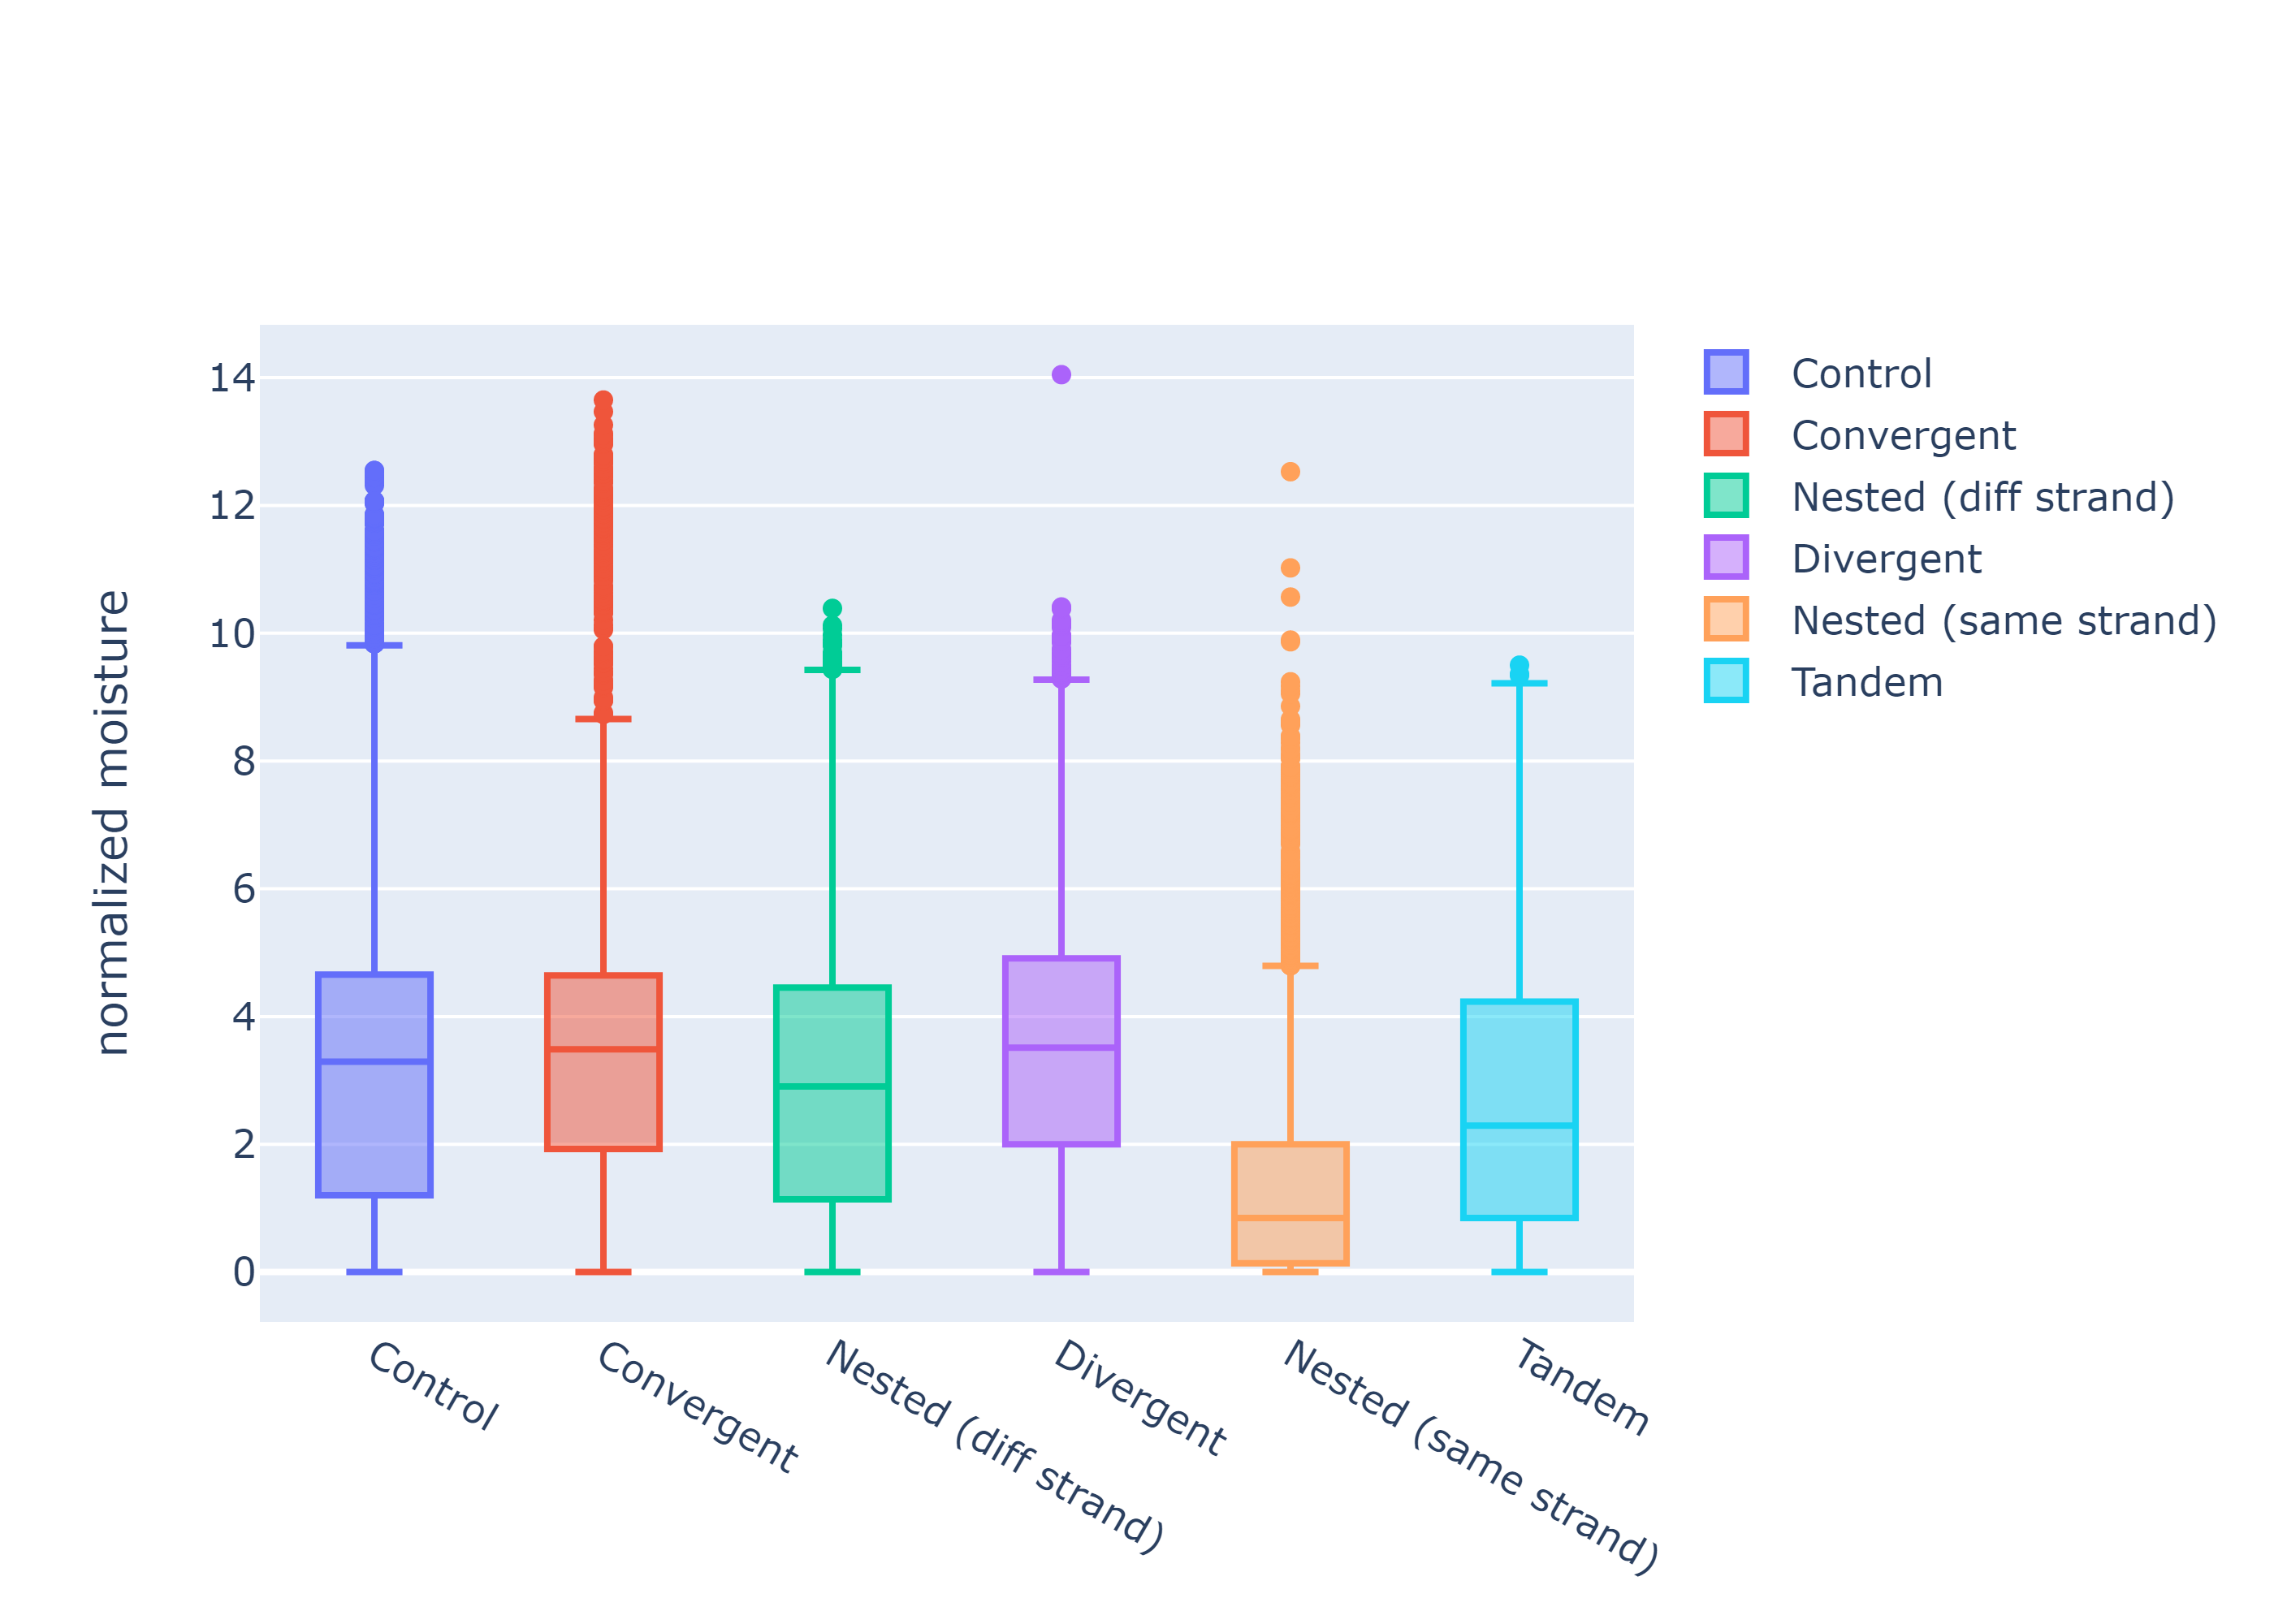 normalized moisture
14
12
10
8
6
4
2
0
Control
Convergent
Nested (diff strand)
Divergent
Nested (same strand)
Tandem
Control
Convergent
Nested (diff strand)
Divergent
Nested (same strand)
Tandem